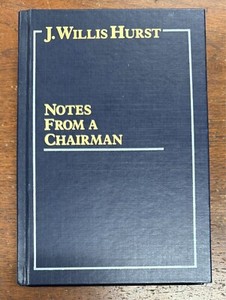 J. WILLIS HURST
NOTES
FROM A
CHAIRMAN